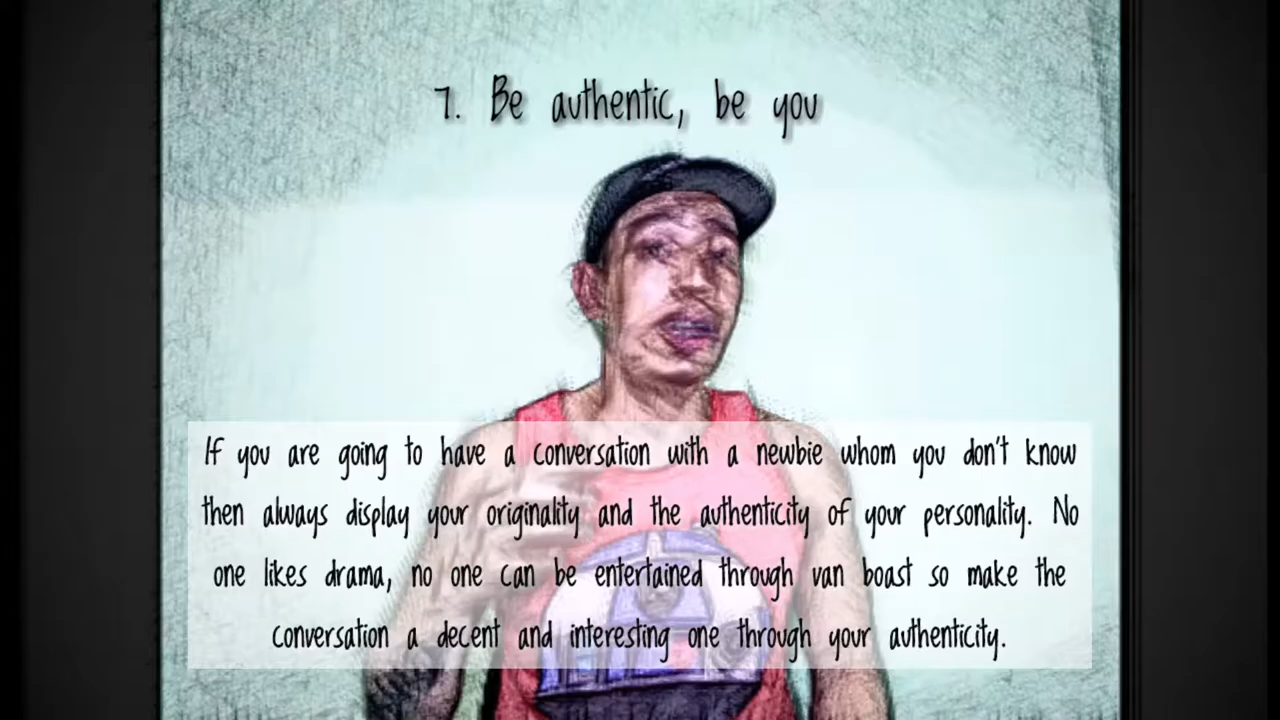 7. Be authentic, be you
If you are going to have a conversation with a newbie whom you don't know
then always display your originality and the authenticity of your personality. No
one likes drama, no one can be entertained through van boast so make the
conversation a decent and interesting one through your authenticity.